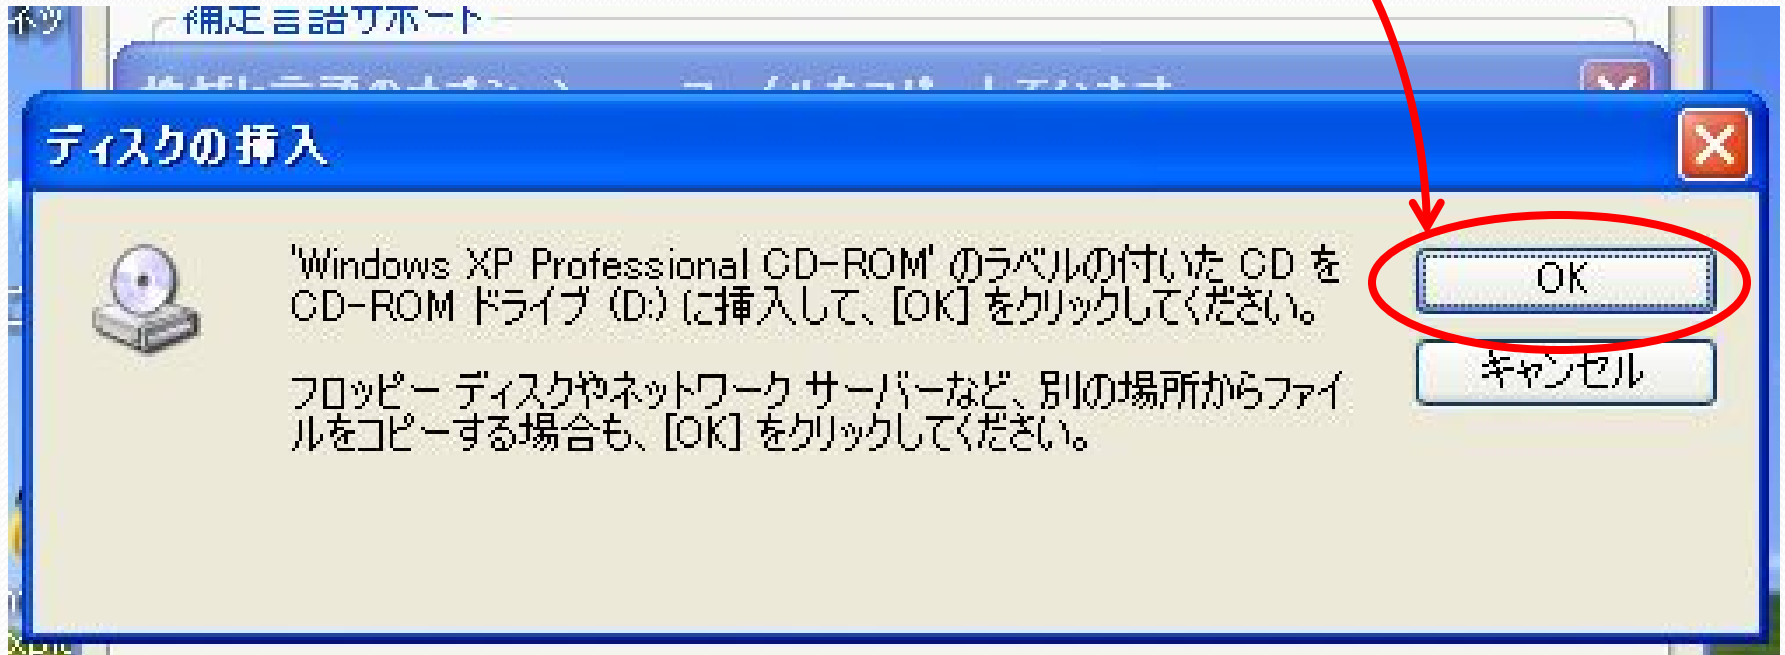 ネッ
補足言語サポート
ディスクの挿入
'Windows XP Professional CD-ROM' のラベルの付いた CD を
CD-ROM ドライブ (D:) に挿入して、[OK] をクリックしてください。
フロッピー ディスクやネットワーク サーバーなど、別の場所からファイ
ルをコピーする場合も、[OK] をクリックしてください。
OK
キャンセル